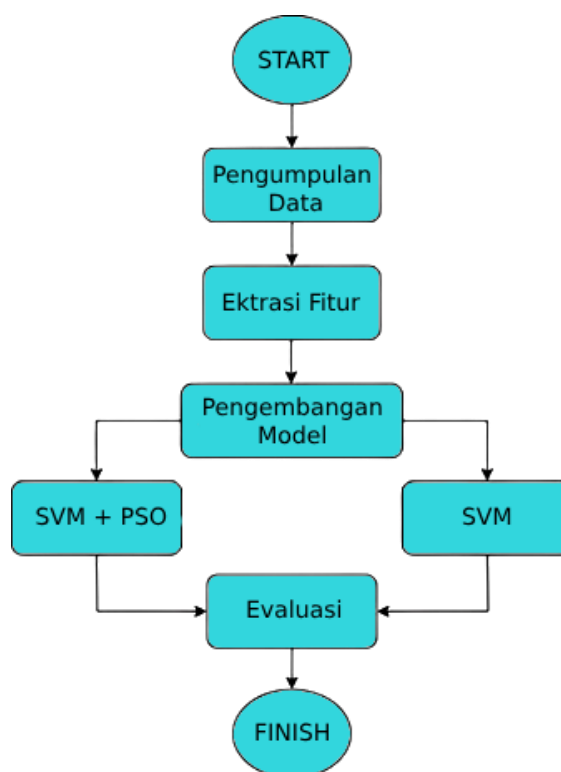 START
Pengumpulan
Data
Ektrasi Fitur
Pengembangan
Model
SVM + PSO
SVM
Evaluasi
FINISH